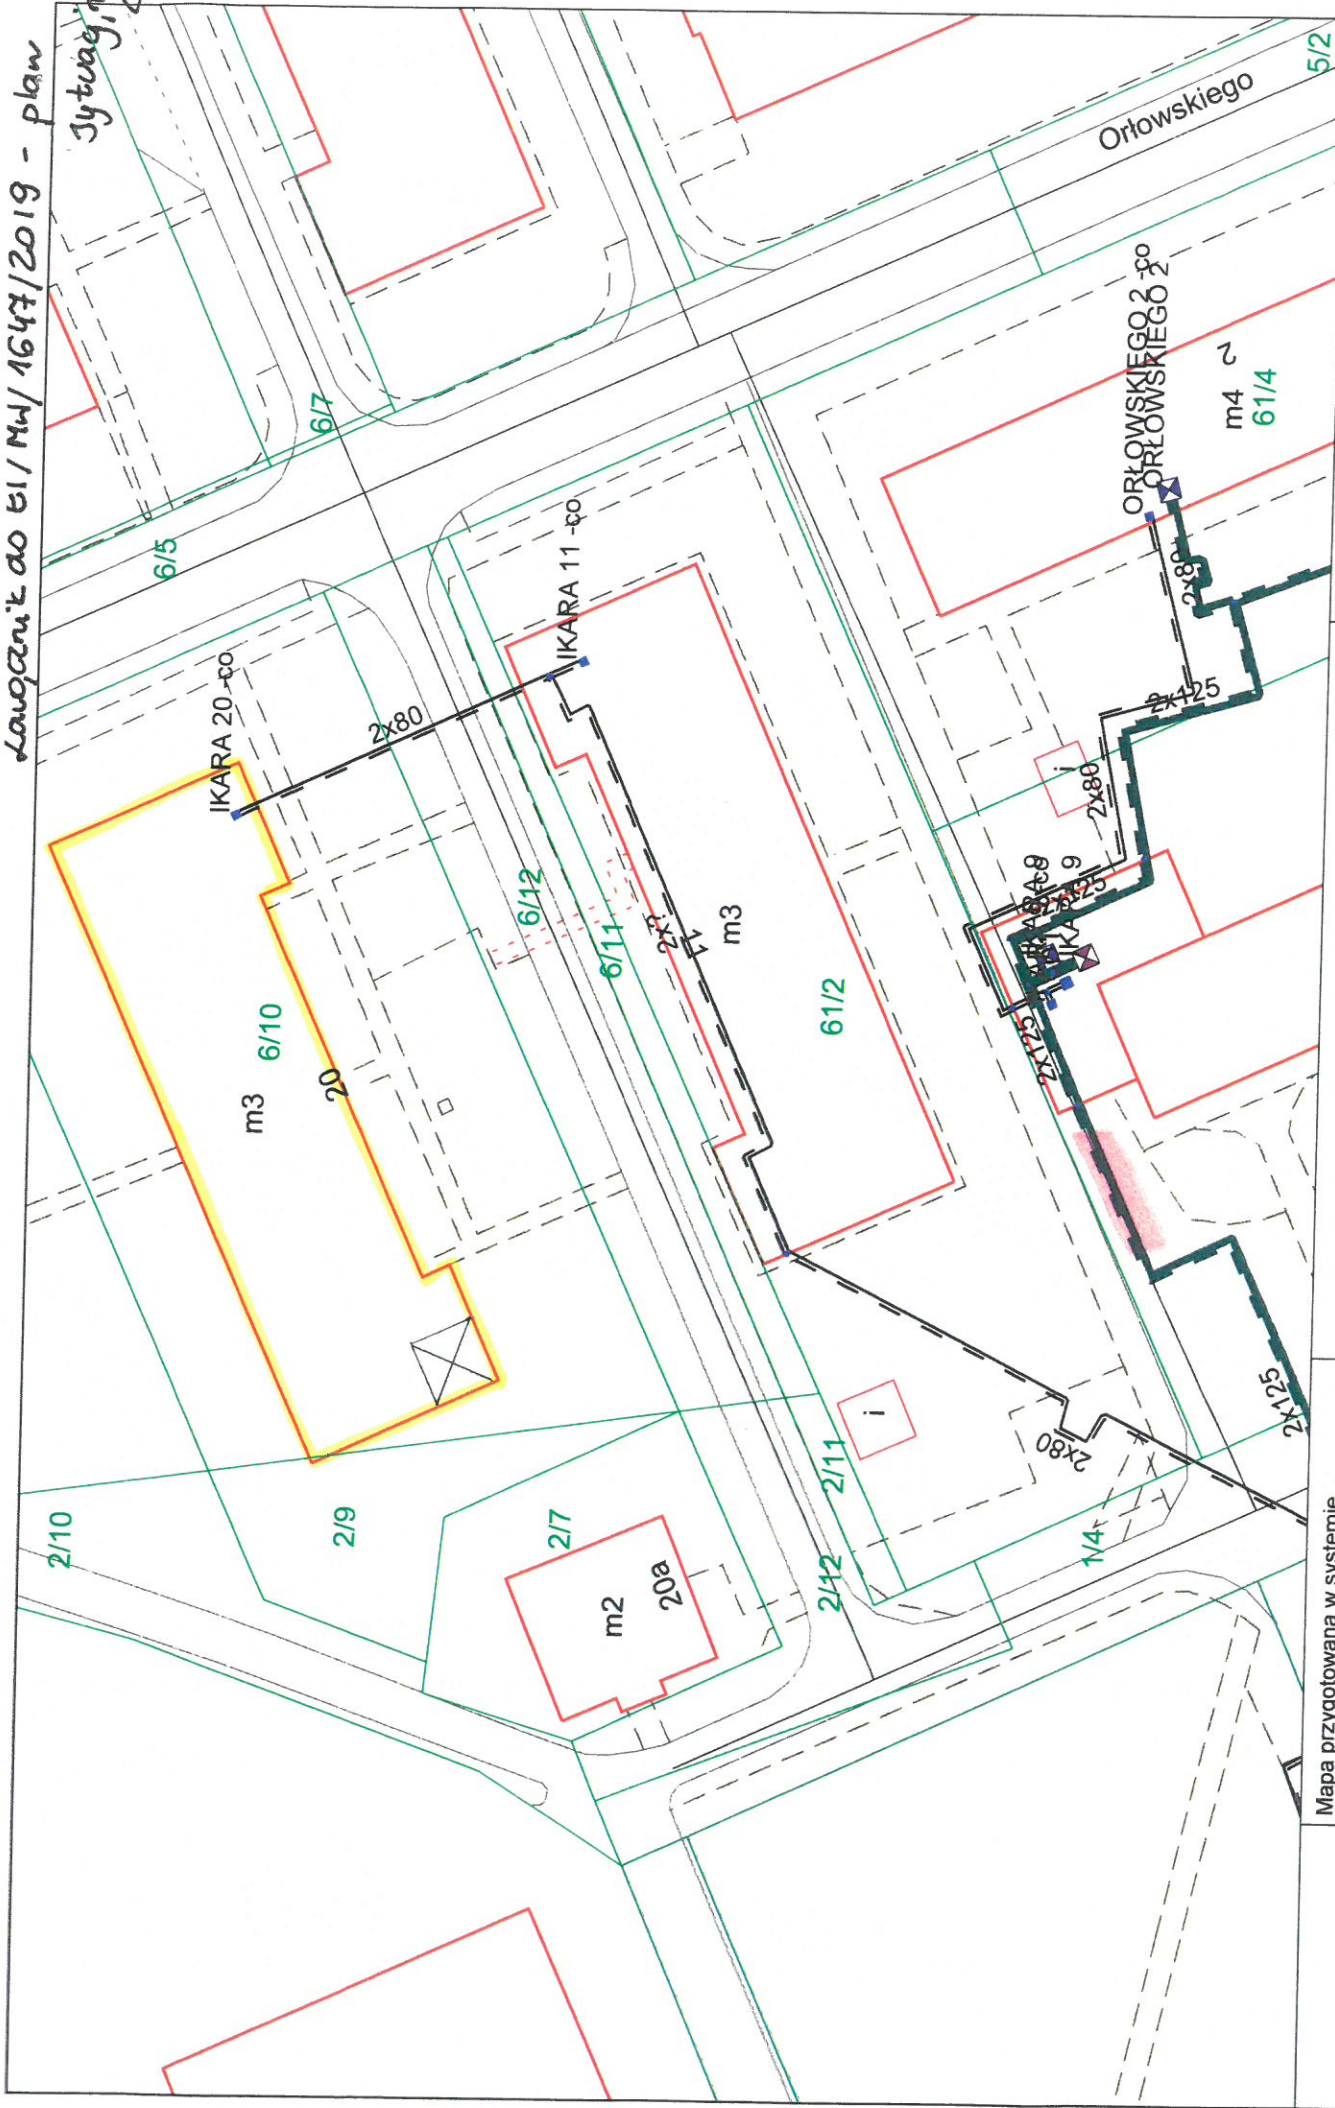 do EI/MW/1647/2019 - plan
6/5
6/7
Orłowskiego
5/2
IKARA 20 -co
2x80
IKARA 11 -co
ORŁOWSKIEGO 2 -co
ORŁOWSKIEGO 2
m4
2
61/4
2x80
2x125
6/10
m3
20
6/12
6/11
2x?
11
m3
61/2
i
2x80
9
2x125
2x125
2/10
2/9
2/7
m2
20a
2/11
2/12
i
2x80
1/4
2x125
Mapa przygotowana w systemie